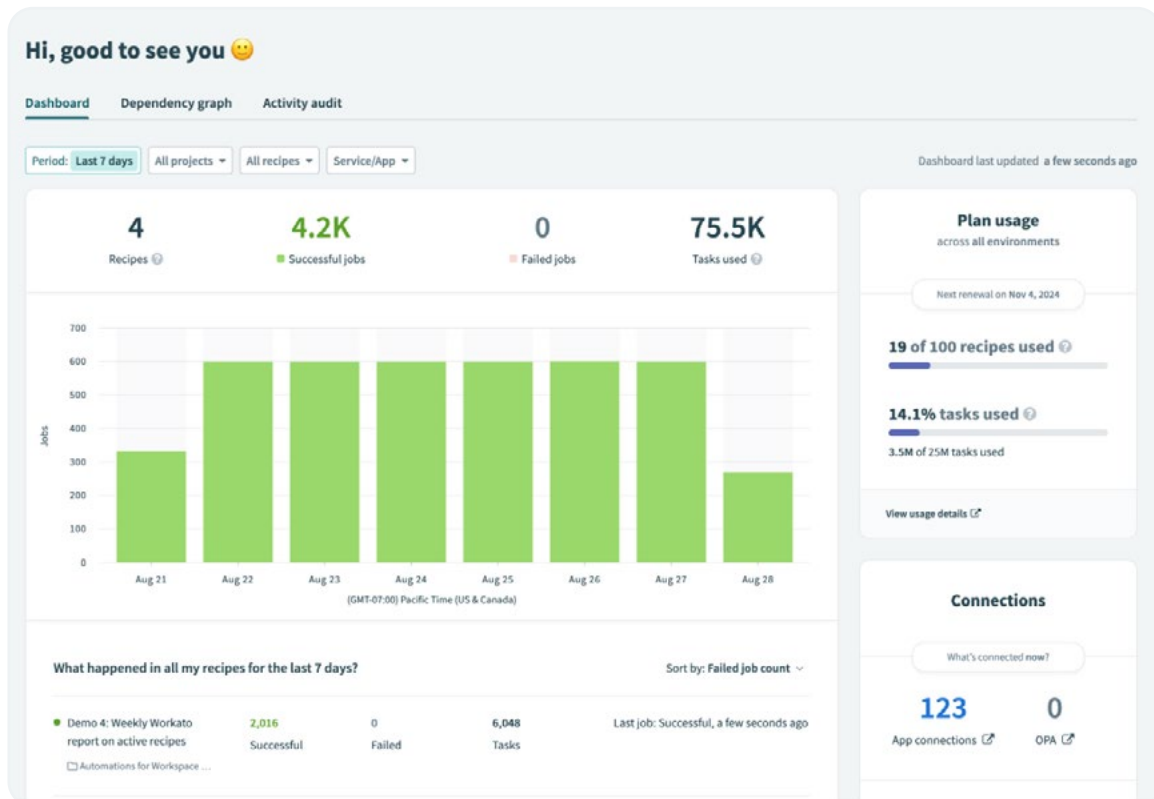 Hi, good to see you 🙂
Dashboard Dependency graph Activity audit
Period: Last 7 days All projects All recipes Service/App Dashboard last updated a few seconds ago
4 4.2K 0 75.5K
Recipes Successful jobs Failed jobs Tasks used
700
600
500
400
300
200
100
0
Jobs
Aug 21 Aug 22 Aug 23 Aug 24 Aug 25 Aug 26 Aug 27 Aug 28
(GMT-07:00) Pacific Time (US & Canada)
What happened in all my recipes for the last 7 days? Sort by: Failed job count
Demo 4: Weekly Workato 2,016 0 6,048 Last job: Successful, a few seconds ago
report on active recipes Successful Failed Tasks
Automations for Workspace ...
Plan usage
across all environments
Next renewal on Nov 4, 2024
19 of 100 recipes used
14.1% tasks used
3.5M of 25M tasks used
View usage details
Connections
What's connected now?
123 0
App connections OPA